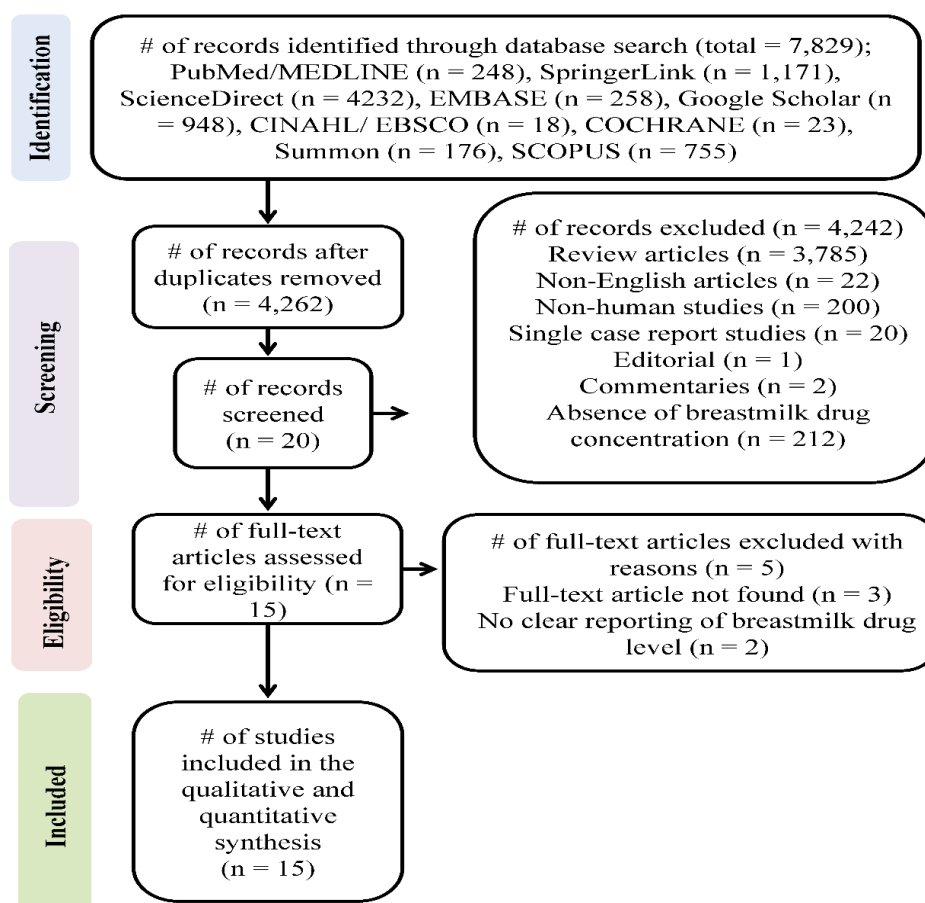 Identification
# of records identified through database search (total = 7,829);
PubMed/MEDLINE (n = 248), SpringerLink (n = 1,171),
ScienceDirect (n = 4232), EMBASE (n = 258), Google Scholar (n
= 948), CINAHL/ EBSCO (n = 18), COCHRANE (n = 23),
Summon (n = 176), SCOPUS (n = 755)
Screening
# of records after
duplicates removed
(n = 4,262)
# of records
screened
(n = 20)
# of records excluded (n = 4,242)
Review articles (n = 3,785)
Non-English articles (n = 22)
Non-human studies (n = 200)
Single case report studies (n = 20)
Editorial (n = 1)
Commentaries (n = 2)
Absence of breastmilk drug
concentration (n = 212)
Eligibility
# of full-text
articles assessed
for eligibility (n =
15)
# of full-text articles excluded with
reasons (n = 5)
Full-text article not found (n = 3)
No clear reporting of breastmilk drug
level (n = 2)
Included
# of studies
included in the
qualitative and
quantitative
synthesis
(n = 15)